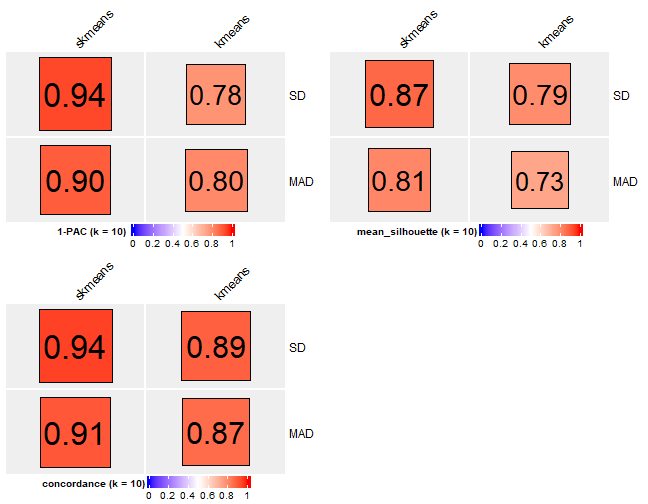 skmeans kmeans
0.94 0.78 SD
0.90 0.80 MAD
1-PAC (k = 10) 0 0.2 0.4 0.6 0.8 1
skmeans kmeans
0.87 0.79 SD
0.81 0.73 MAD
mean_silhouette (k = 10) 0 0.2 0.4 0.6 0.8 1
skmeans kmeans
0.94 0.89 SD
0.91 0.87 MAD
concordance (k = 10) 0 0.2 0.4 0.6 0.8 1